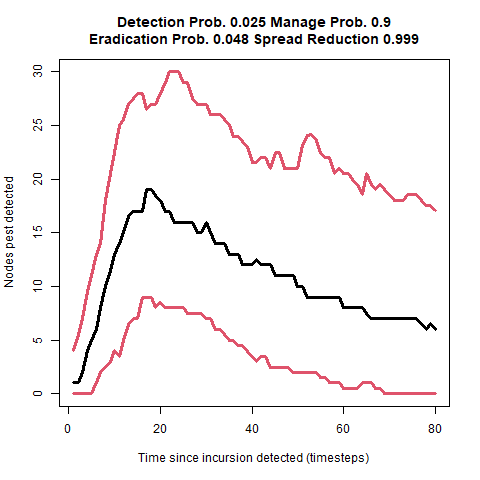 Detection Prob. 0.025 Manage Prob. 0.9
Eradication Prob. 0.048 Spread Reduction 0.999
30
25
20
15
10
5
0
Nodes pest detected
0 20 40 60 80
Time since incursion detected (timesteps)